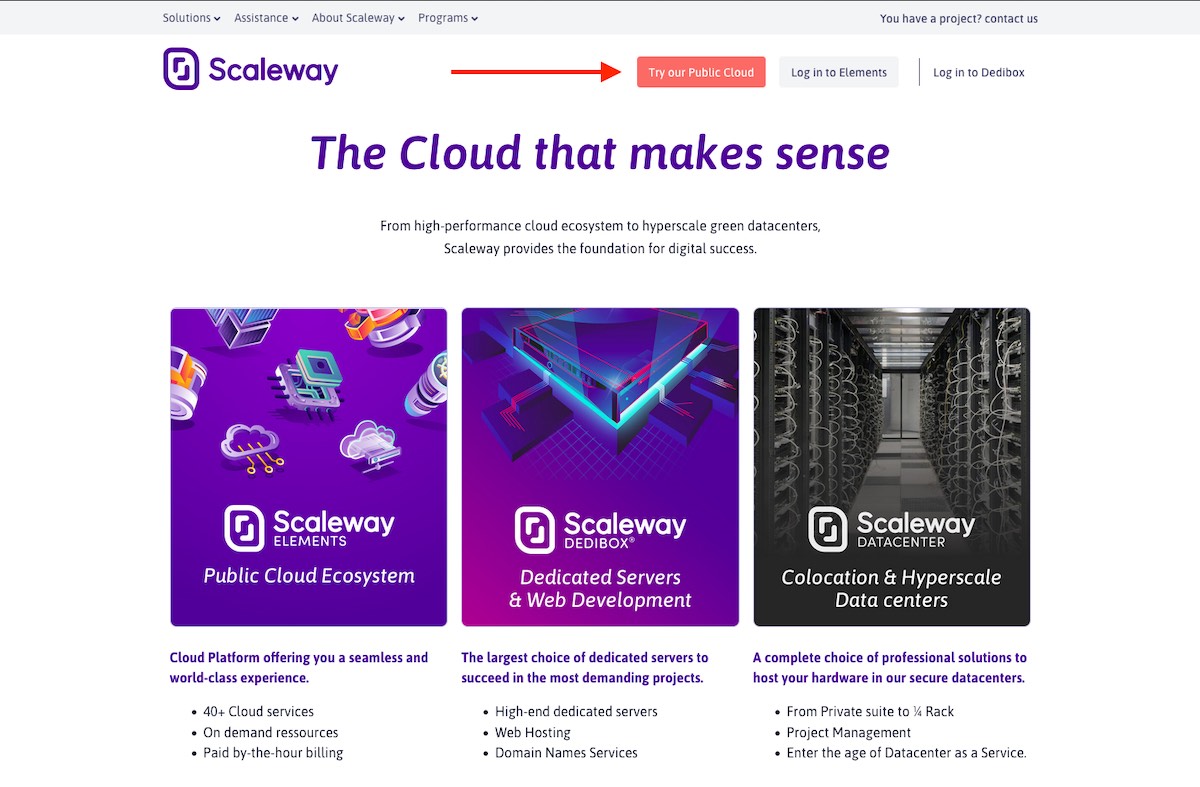 Solutions Assistance About Scaleway Programs You have a project? contact us
Scaleway Try our Public Cloud Log in to Elements Log in to Dedibox
The Cloud that makes sense
From high-performance cloud ecosystem to hyperscale green datacenters,
Scaleway provides the foundation for digital success.
Scaleway
ELEMENTS
Public Cloud Ecosystem
Scaleway
DEDIBOX®
Dedicated Servers
& Web Development
Scaleway
DATACENTER
Colocation & Hyperscale
Data centers
Cloud Platform offering you a seamless and
world-class experience.
• 40+ Cloud services
• On demand ressources
• Paid by-the-hour billing
The largest choice of dedicated servers to
succeed in the most demanding projects.
• High-end dedicated servers
• Web Hosting
• Domain Names Services
A complete choice of professional solutions to
host your hardware in our secure datacenters.
• From Private suite to ¼ Rack
• Project Management
• Enter the age of Datacenter as a Service.